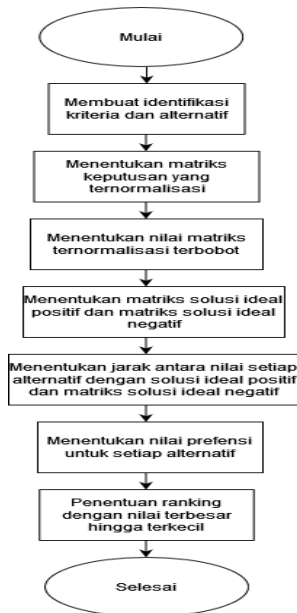 Mulai
Membuat identifikasi
kriteria dan alternatif
Menentukan matriks
keputusan yang
ternormalisasi
Menentukan nilai matriks
ternormalisasi terbobot
Menentukan matriks solusi ideal
positif dan matriks solusi ideal
negatif
Menentukan jarak antara nilai setiap
alternatif dengan solusi ideal positif
dan matriks solusi ideal negatif
Menentukan nilai prefensi
untuk setiap alternatif
Penentuan ranking
dengan nilai terbesar
hingga terkecil
Selesai